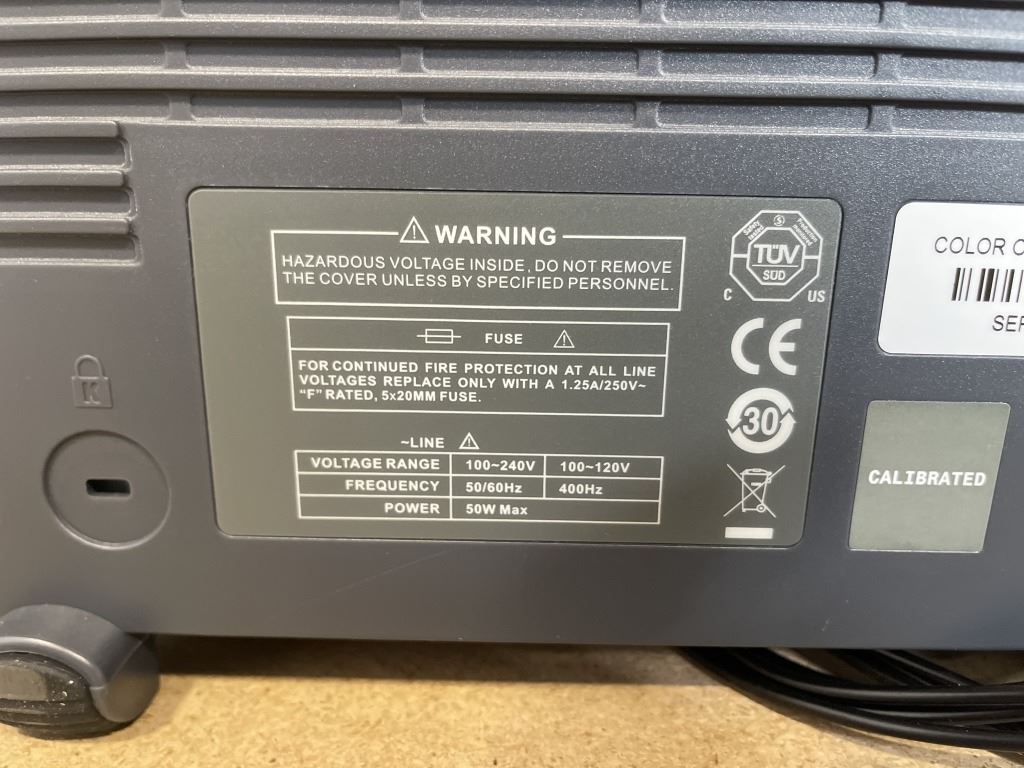 WARNING
HAZARDOUS VOLTAGE INSIDE, DO NOT REMOVE
THE COVER UNLESS BY SPECIFIED PERSONNEL.
FUSE
FOR CONTINUED FIRE PROTECTION AT ALL LINE
VOLTAGES REPLACE ONLY WITH A 1.25A/250V~
"F" RATED, 5x20MM FUSE.
~LINE
VOLTAGE RANGE 100~240V 100~120V
FREQUENCY 50/60Hz 400Hz
POWER 50W Max
TÜV
SÜD
C US
CE
30
K
COLOR
CALIBRATED